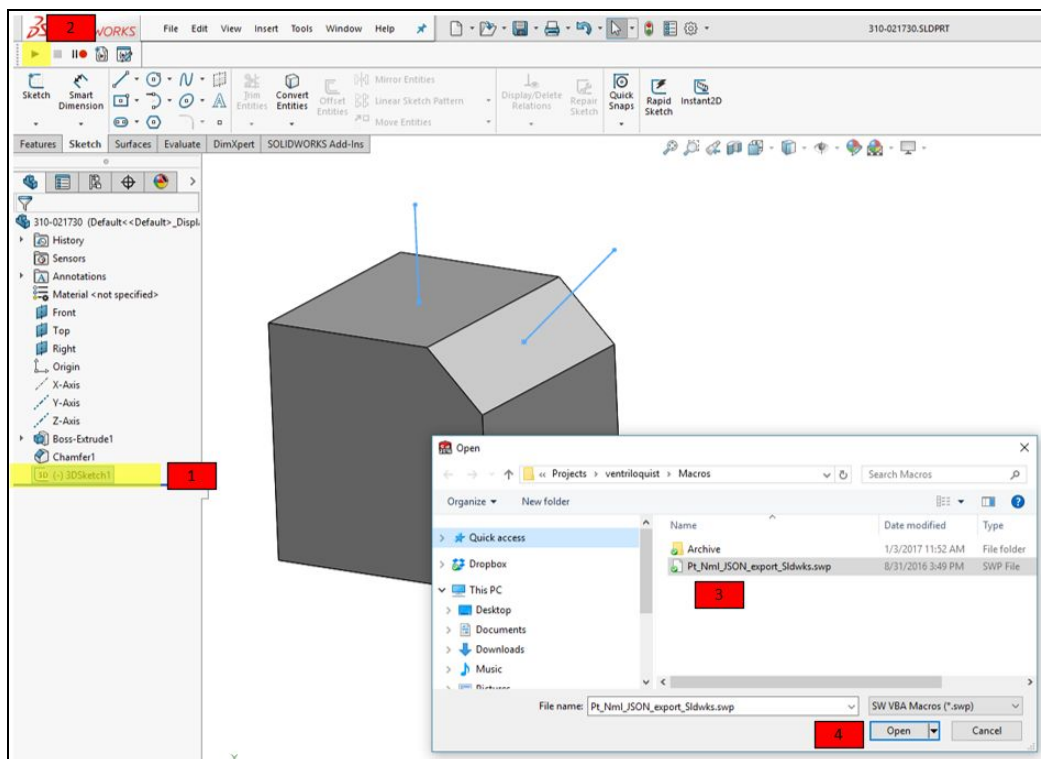 2 WORKS File Edit View Insert Tools Window Help 310-021730.SLDPRT
Sketch Smart Dimension Trim Entities Convert Entities Offset Entities Mirror Entities Linear Sketch Pattern Move Entities Display/Delete Relations Repair Sketch Quick Snaps Rapid Sketch Instant2D
Features Sketch Surfaces Evaluate DimXpert SOLIDWORKS Add-Ins
310-021730 (Default<<Default>_Displ
History
Sensors
Annotations
Material <not specified>
Front
Top
Right
Origin
X-Axis
Y-Axis
Z-Axis
Boss-Extrude1
Chamfer1
3D (-) 3DSketch1 1
Open
« Projects > ventriloquist > Macros Search Macros
Organize New folder
Name Date modified Type
Quick access
Dropbox
This PC
Desktop
Documents
Downloads
Music
Pictures
Archive 1/3/2017 11:52 AM File folder
Pt_Nml_JSON_export_Sldwks.swp 8/31/2016 3:49 PM SWP File
3
File name: Pt_Nml_JSON_export_Sldwks.swp SW VBA Macros (*.swp)
4 Open Cancel